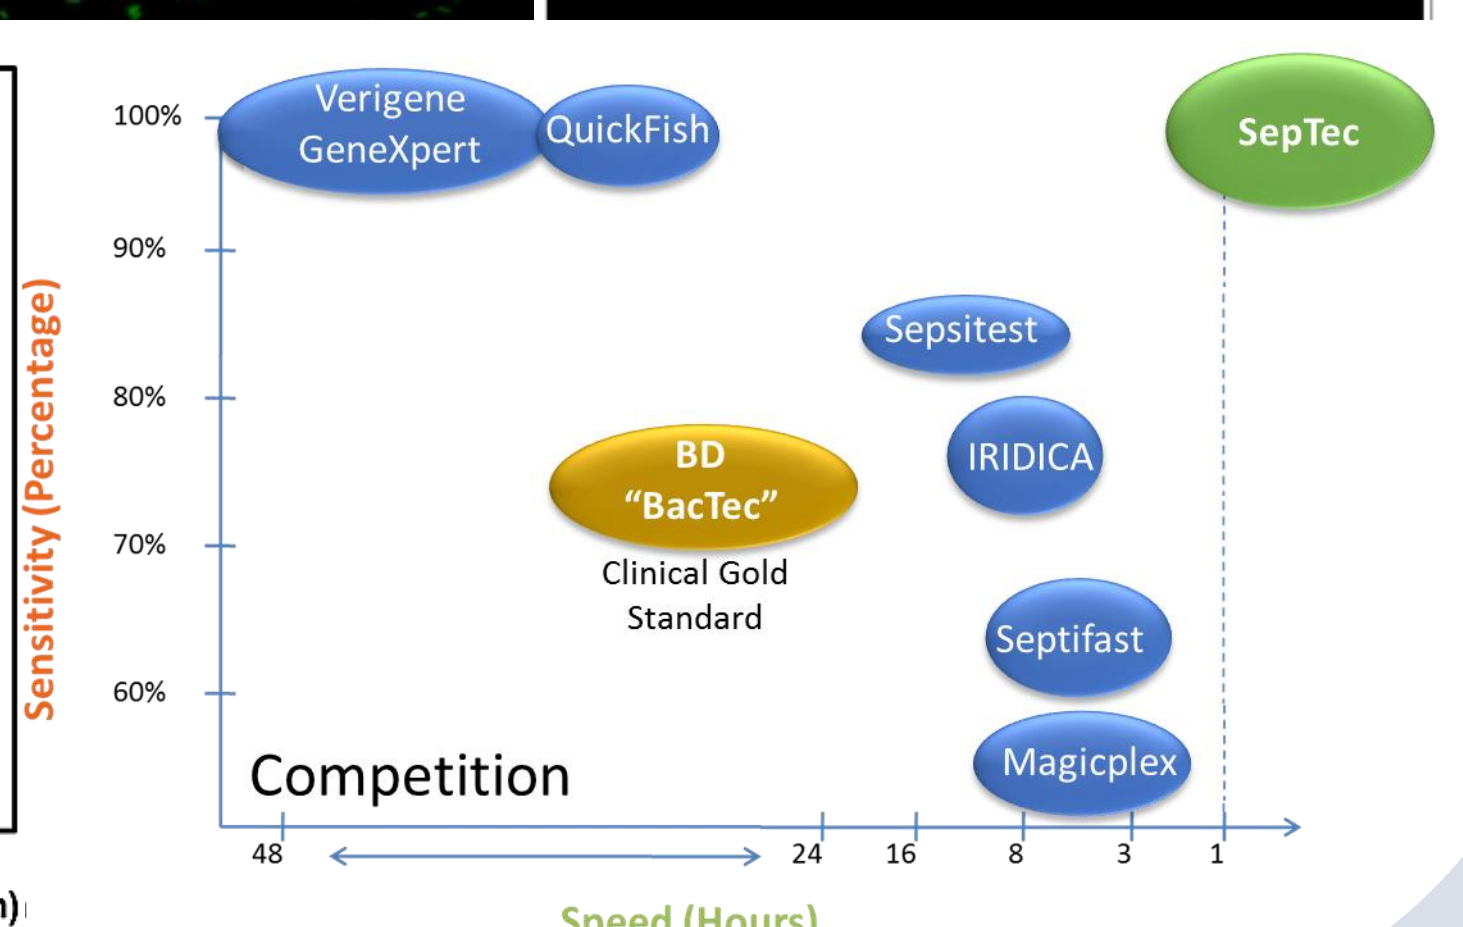 100%
Verigene
GeneXpert
QuickFish
SepTec
90%
Sepsitest
80%
BD
“BacTec”
IRIDICA
70%
Clinical Gold
Standard
Septifast
60%
Magicplex
Sensitivity (Percentage)
Competition
48
24
16
8
3
1
Speed (Hours)